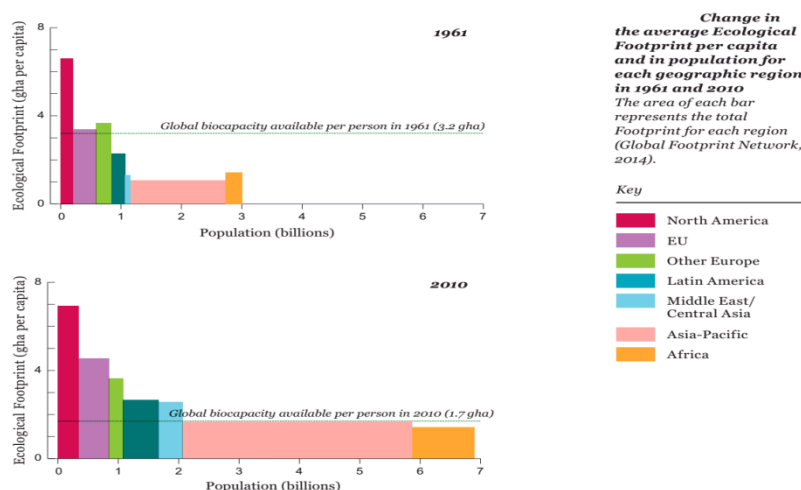 1961
8
4
0
Ecological Footprint (gha per capita)
Global biocapacity available per person in 1961 (3.2 gha)
0 1 2 3 4 5 6 7
Population (billions)
2010
8
4
0
Ecological Footprint (gha per capita)
Global biocapacity available per person in 2010 (1.7 gha)
0 1 2 3 4 5 6 7
Population (billions)
Change in
the average Ecological
Footprint per capita
and in population for
each geographic region
in 1961 and 2010
The area of each bar
represents the total
Footprint for each region
(Global Footprint Network,
2014).
Key
North America
EU
Other Europe
Latin America
Middle East/
Central Asia
Asia-Pacific
Africa